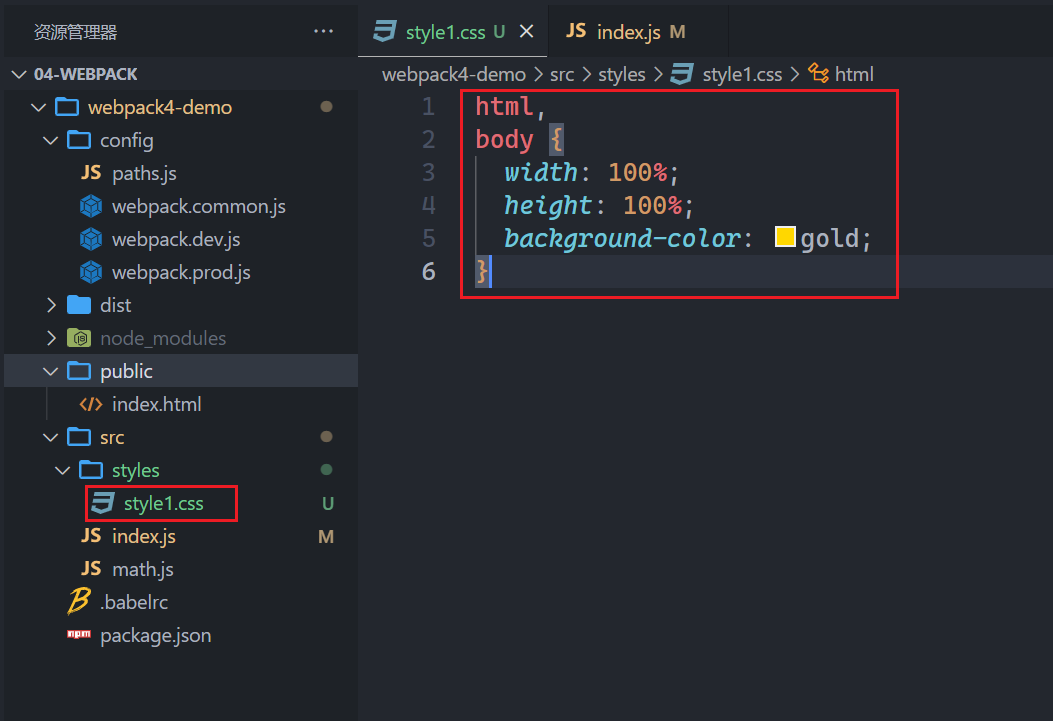 资源管理器 ···
04-WEBPACK
webpack4-demo
config
JS paths.js
webpack.common.js
webpack.dev.js
webpack.prod.js
dist
node_modules
public
index.html
src
styles
style1.css U
JS index.js M
JS math.js
.babelrc
npm package.json
style1.css U JS index.js M
webpack4-demo > src > styles > style1.css > html
1 html,
2 body {
3 width: 100%;
4 height: 100%;
5 background-color: gold;
6 }